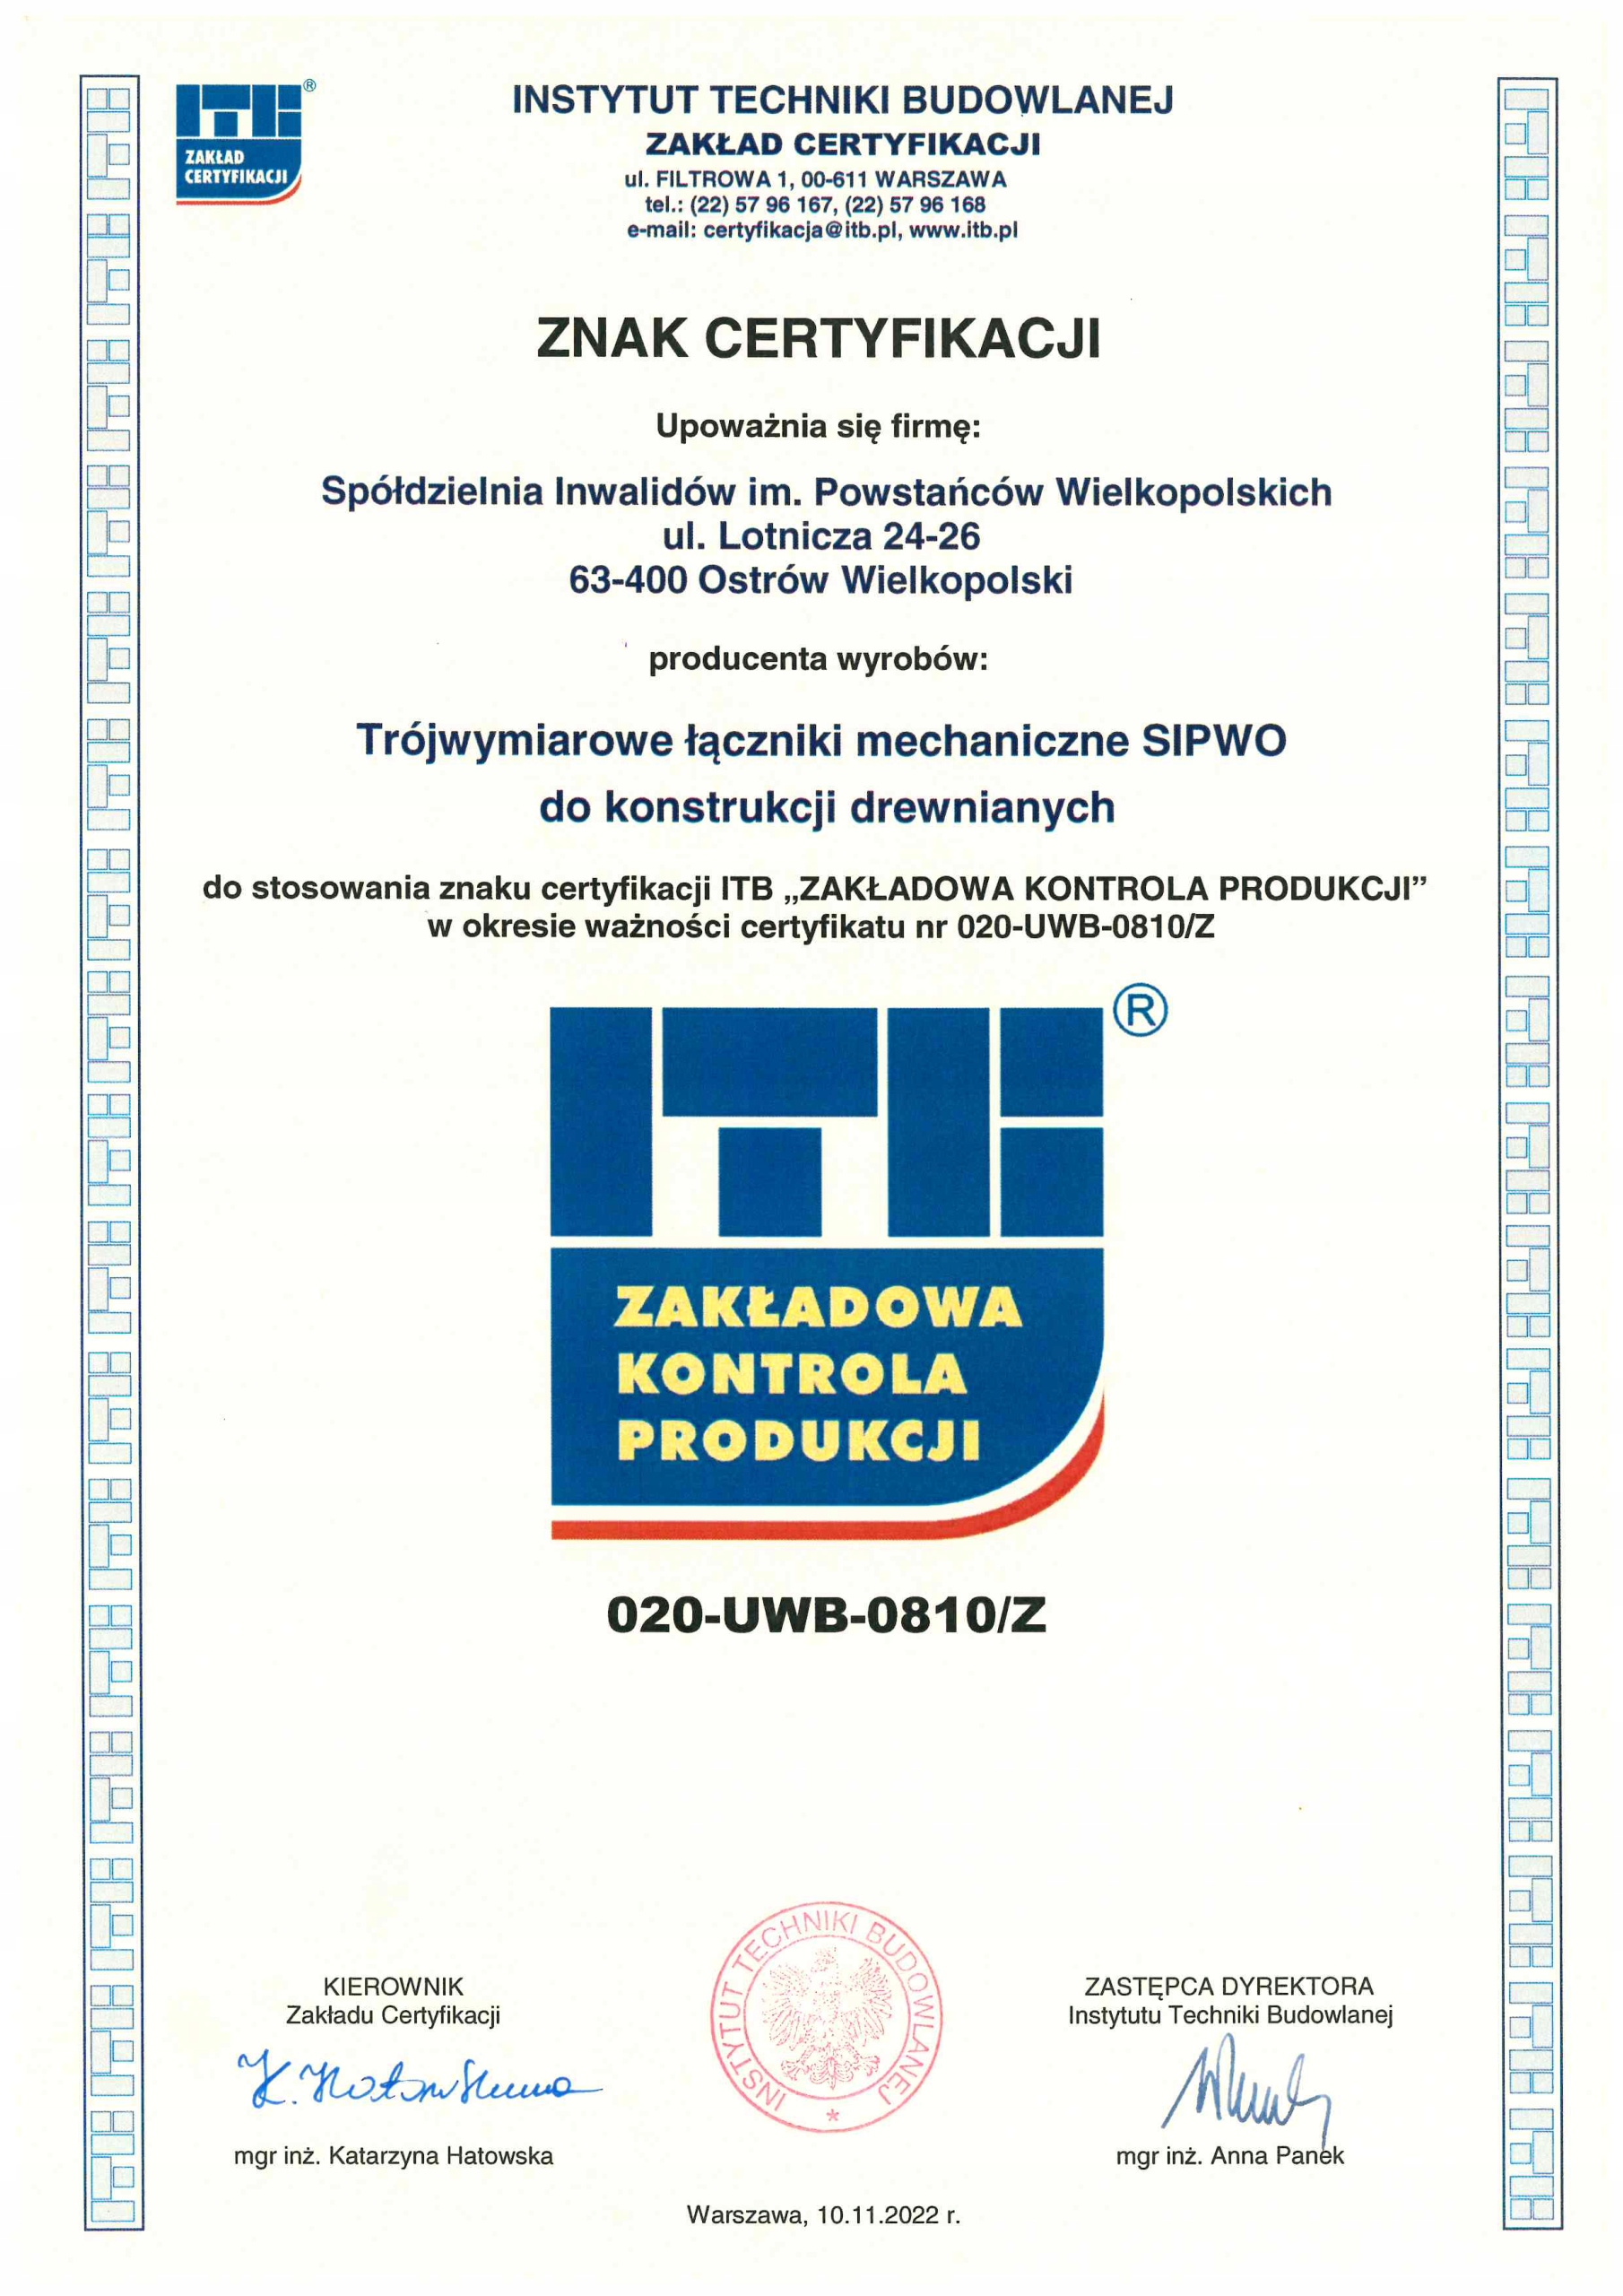 ITB ®
ZAKŁAD
CERTYFIKACJI
INSTYTUT TECHNIKI BUDOWLANEJ
ZAKŁAD CERTYFIKACJI
ul. FILTROWA 1, 00-611 WARSZAWA
tel.: (22) 57 96 167, (22) 57 96 168
e-mail: certyfikacja@itb.pl, www.itb.pl
ZNAK CERTYFIKACJI
Upoważnia się firmę:
Spółdzielnia Inwalidów im. Powstańców Wielkopolskich
ul. Lotnicza 24-26
63-400 Ostrów Wielkopolski
producenta wyrobów:
Trójwymiarowe łączniki mechaniczne SIPWO
do konstrukcji drewnianych
do stosowania znaku certyfikacji ITB „ZAKŁADOWA KONTROLA PRODUKCJI”
w okresie ważności certyfikatu nr 020-UWB-0810/Z
ITB ®
ZAKŁADOWA
KONTROLA
PRODUKCJI
020-UWB-0810/Z
KIEROWNIK
Zakładu Certyfikacji
K. Hatowska
mgr inż. Katarzyna Hatowska
INSTYTUT TECHNIKI BUDOWLANEJ *
ZASTĘPCA DYREKTORA
Instytutu Techniki Budowlanej
mgr inż. Anna Panek
Warszawa, 10.11.2022 r.